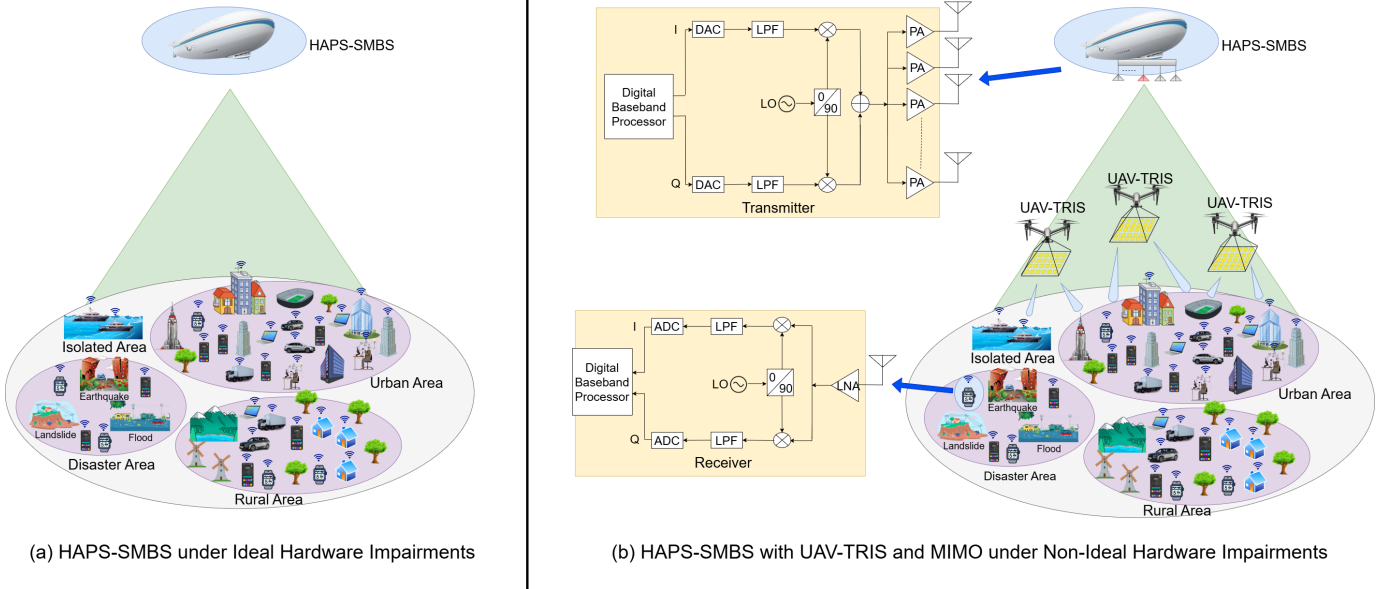 HAPS-SMBS
Isolated Area
Urban Area
Earthquake
Landslide
Flood
Disaster Area
Rural Area
(a) HAPS-SMBS under Ideal Hardware Impairments
I
DAC
LPF
PA
PA
Digital
Baseband
Processor
LO
0
90
PA
Q
DAC
LPF
PA
Transmitter
HAPS-SMBS
UAV-TRIS
UAV-TRIS
UAV-TRIS
I
ADC
LPF
Digital
Baseband
Processor
LO
0
90
LNA
Q
ADC
LPF
Receiver
Isolated Area
Urban Area
Earthquake
Landslide
Flood
Disaster Area
Rural Area
(b) HAPS-SMBS with UAV-TRIS and MIMO under Non-Ideal Hardware Impairments